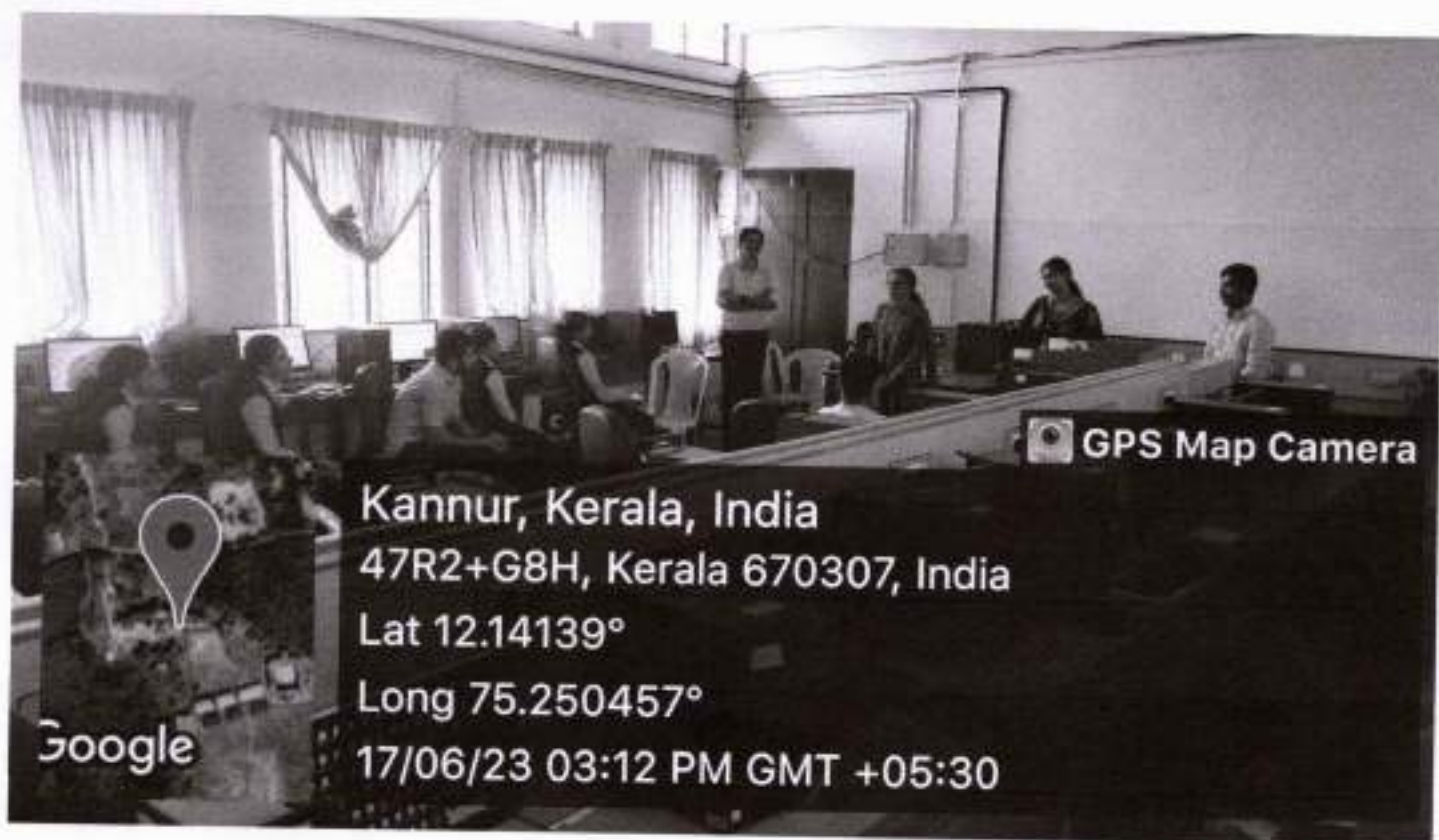 GPS Map Camera
Kannur, Kerala, India
47R2+G8H, Kerala 670307, India
Lat 12.14139°
Long 75.250457°
17/06/23 03:12 PM GMT +05:30
Google